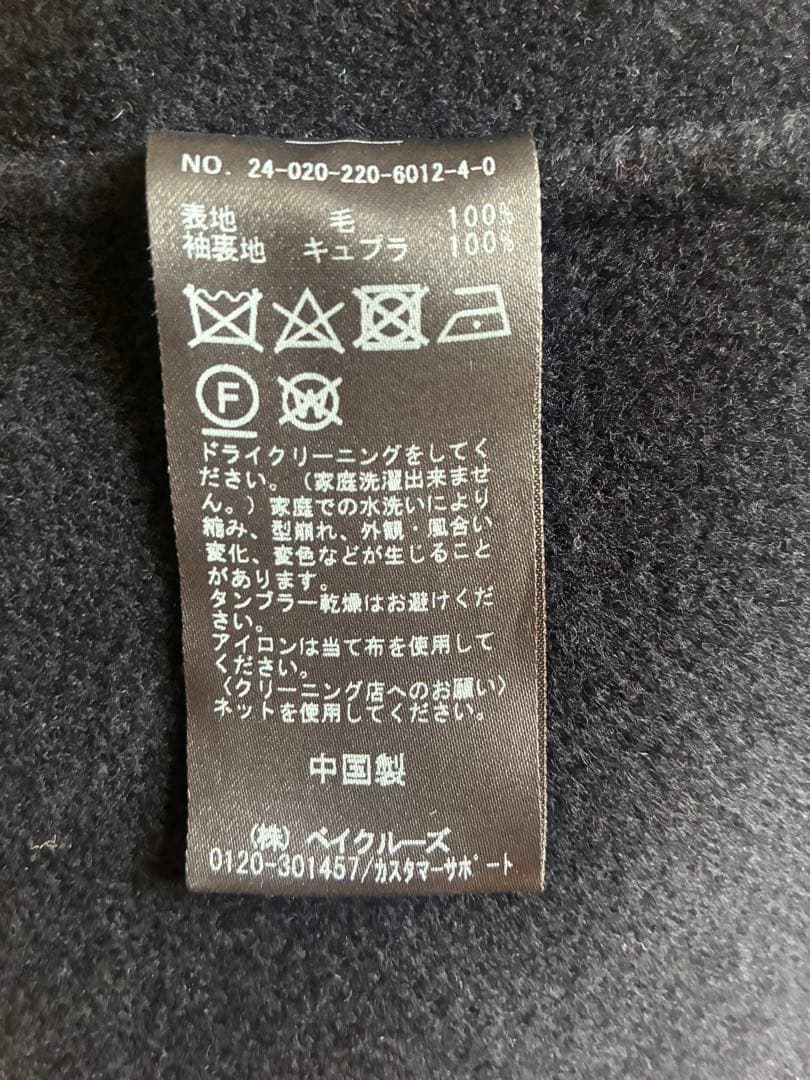 NO. 24-020-220-6012-4-0
表地 毛 100%
袖裏地 キュプラ 100%
F
W
ドライクリーニングをしてく
ださい。(家庭洗濯出来ませ
ん。)家庭での水洗いにより
縮み、型崩れ、外観・風合い
変化、変色などが生じること
があります。
タンブラー乾燥はお避けくだ
さい。
アイロンは当て布を使用して
ください。
〈クリーニング店へのお願い〉
ネットを使用してください。
中国製
(株) ベイクルーズ
0120-301457/カスタマーサポート